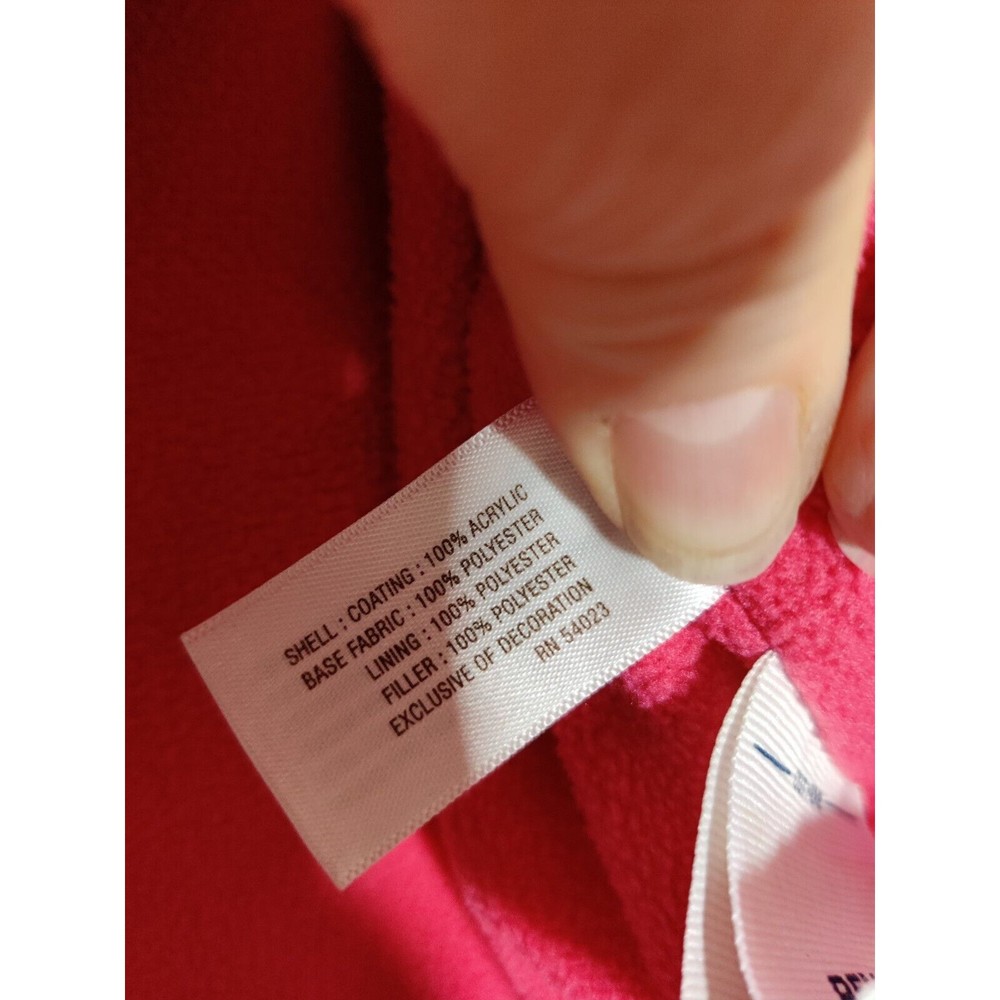 SHELL : COATING : 100% ACRYLIC
BASE FABRIC : 100% POLYESTER
LINING : 100% POLYESTER
FILLER : 100% POLYESTER
EXCLUSIVE OF DECORATION
RN 54023